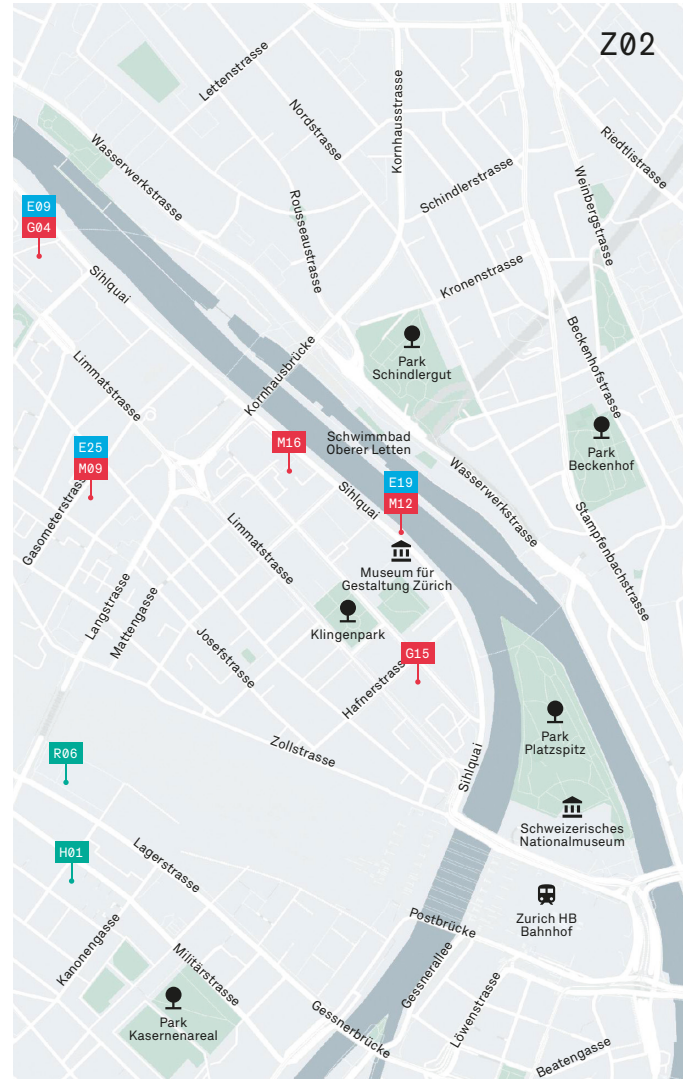 Z02
Lettenstrasse
Nordstrasse
Kornhausstrasse
Riedtlistrasse
Wasserwerkstrasse
Schindlerstrasse
Weinbergstrasse
E09
G04
Rousseaustrasse
Sihlquai
Kronenstrasse
Limmatstrasse
Kornhausbrücke
Park
Schindlergut
Beckenhofstrasse
E25
M09
M16
Schwimmbad
Oberer Letten
Park
Beckenhof
Gasometerstrasse
Sihlquai
E19
M12
Wasserwerkstrasse
Limmatstrasse
Museum für
Gestaltung Zürich
Stampfenbachstrasse
Langstrasse
Mattengasse
Josefstrasse
Klingenpark
Hafnerstrasse
G15
Zollstrasse
Sihlquai
Park
Platzspitz
R06
Schweizerisches
Nationalmuseum
H01
Lagerstrasse
Kanonengasse
Militärstrasse
Postbrücke
Zurich HB
Bahnhof
Gessnerallee
Löwenstrasse
Park
Kasernenareal
Gessnerbrücke
Beatengasse